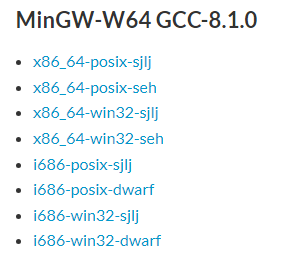 MinGW-W64 GCC-8.1.0
x86_64-posix-sjlj
x86_64-posix-seh
x86_64-win32-sjlj
x86_64-win32-seh
i686-posix-sjlj
i686-posix-dwarf
i686-win32-sjlj
i686-win32-dwarf